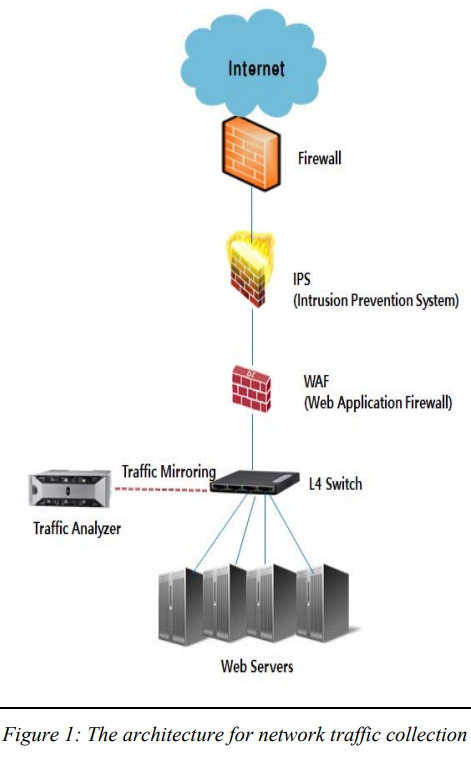 Internet
Firewall
IPS
(Intrusion Prevention System)
WAF
(Web Application Firewall)
Traffic Mirroring
L4 Switch
Traffic Analyzer
Web Servers
Figure 1: The architecture for network traffic collection